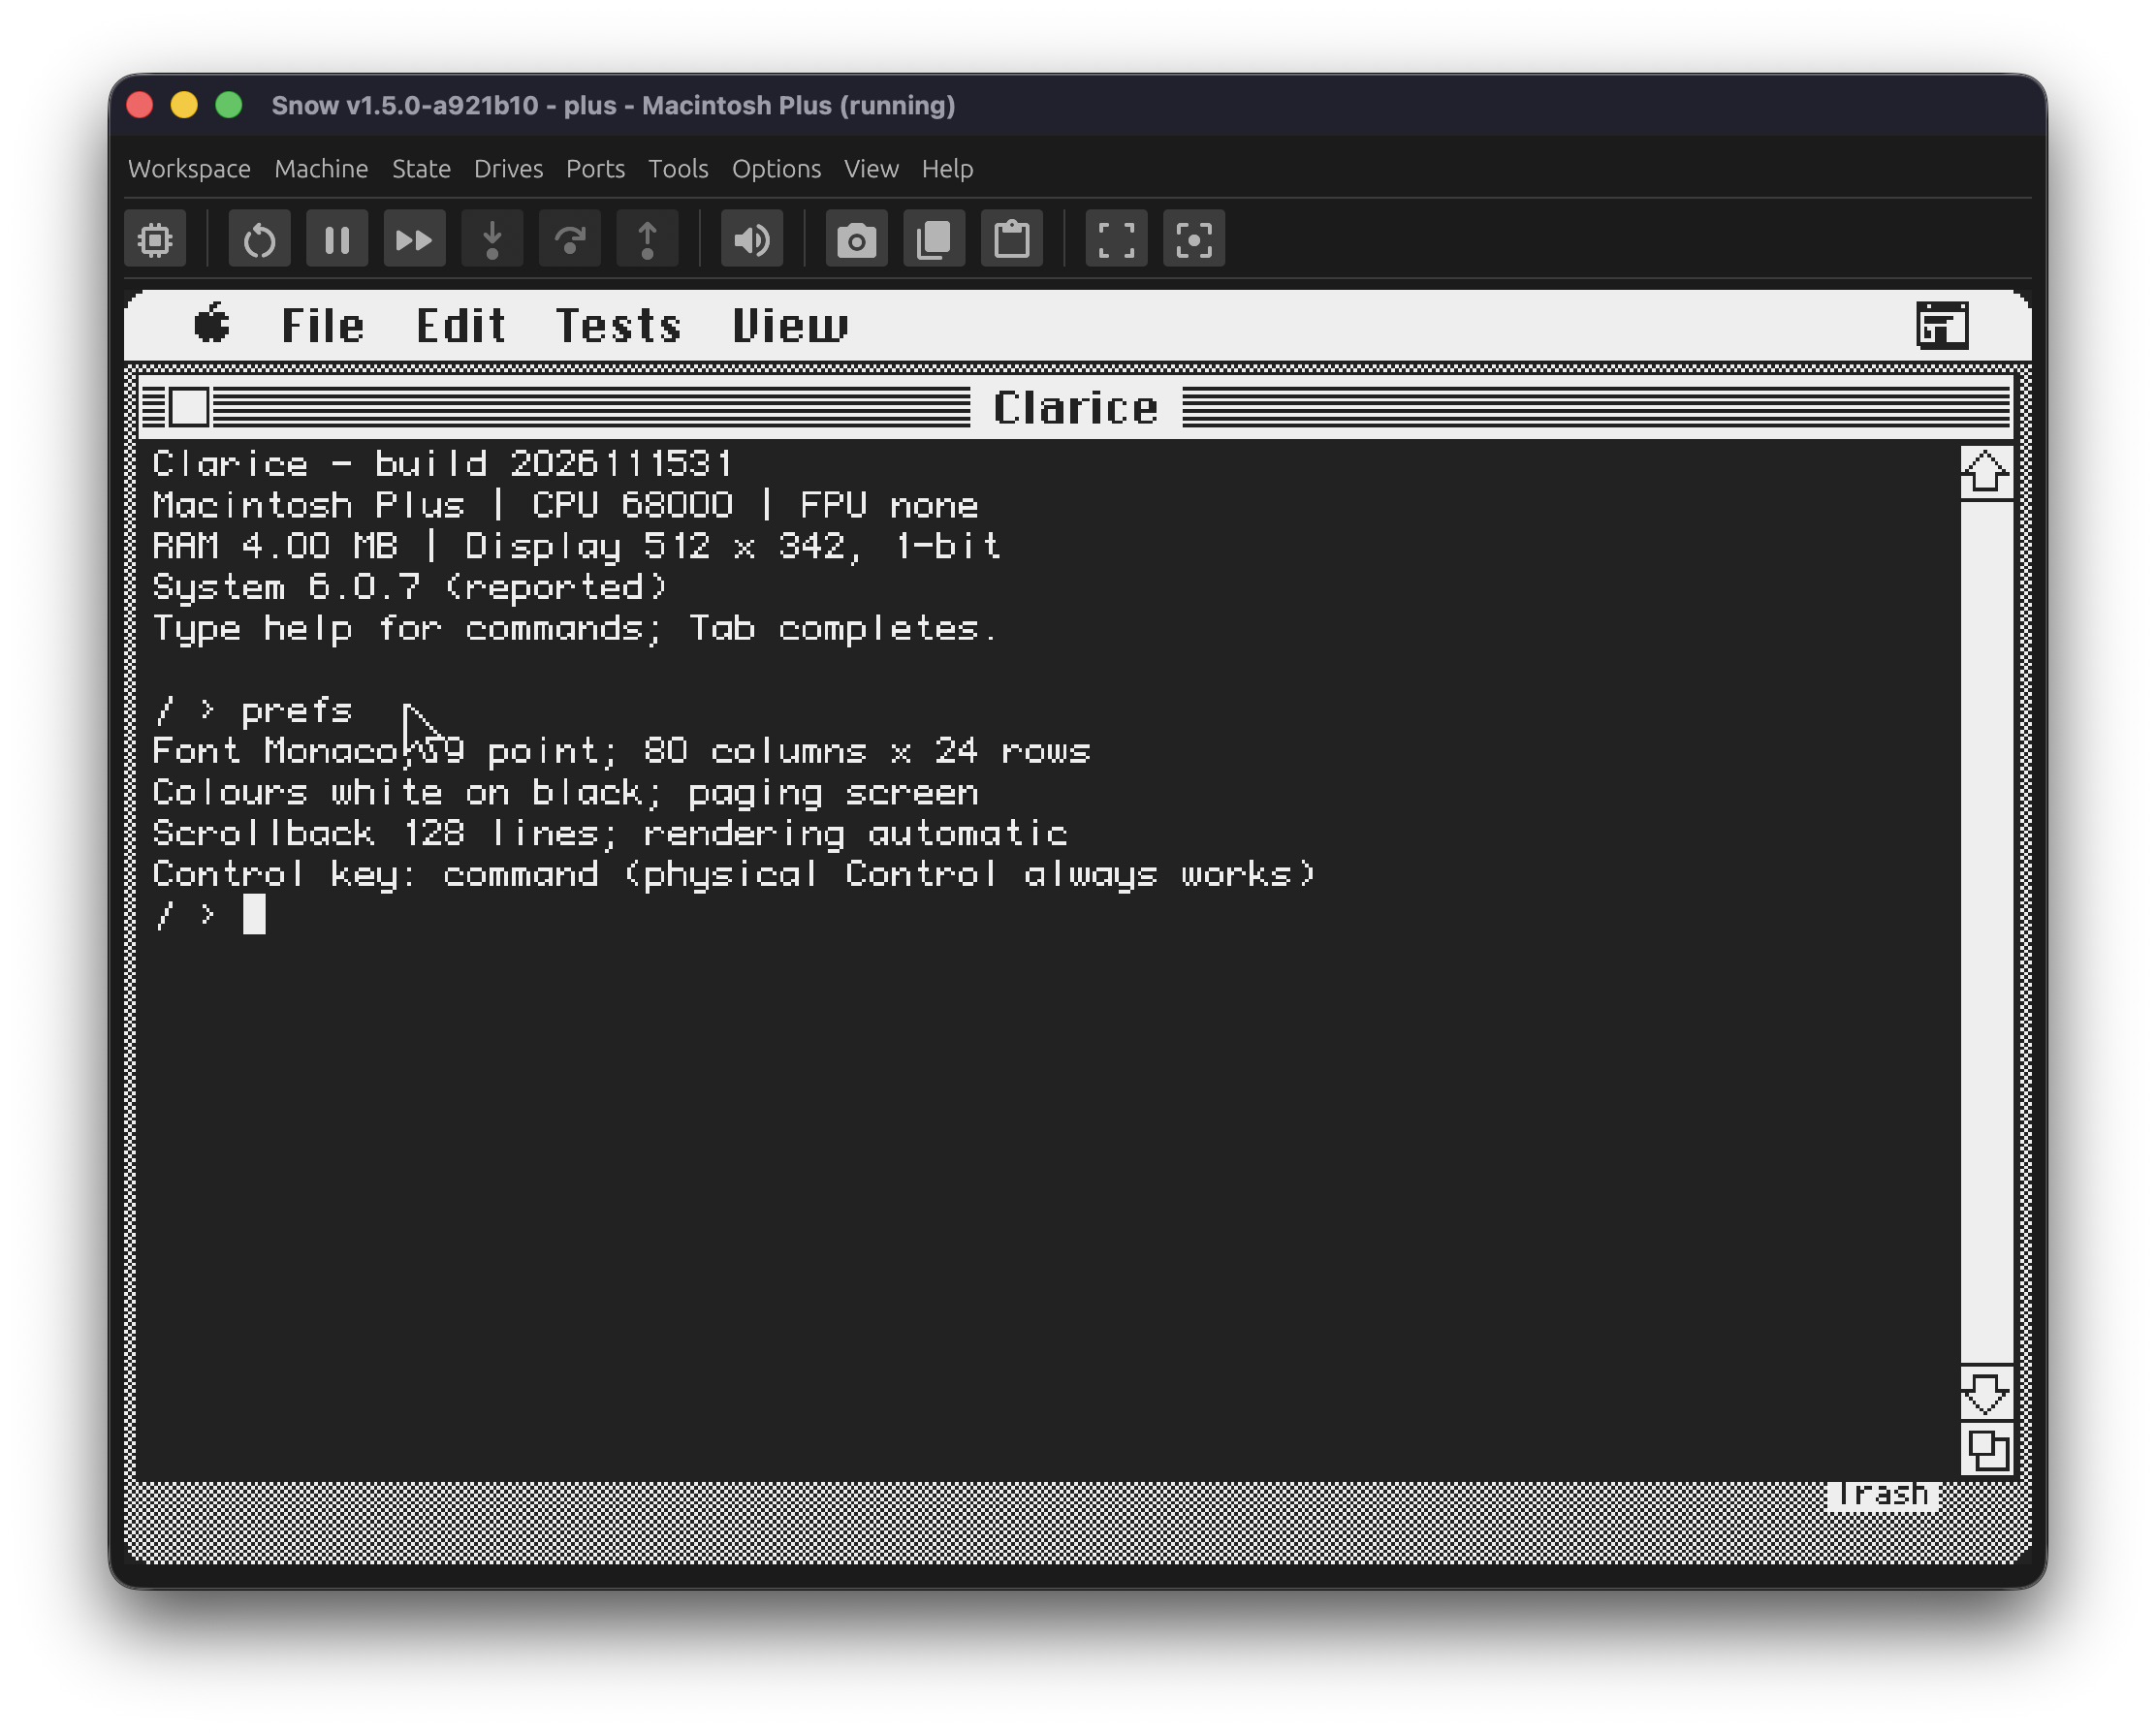 Snow v1.5.0-a921b10 - plus - Macintosh Plus (running)
Workspace Machine State Drives Ports Tools Options View Help
File Edit Tests View
Clarice
Clarice - build 2026111531
Macintosh Plus | CPU 68000 | FPU none
RAM 4.00 MB | Display 512 x 342, 1-bit
System 6.0.7 (reported)
Type help for commands; Tab completes.
/ > prefs
Font Monaco, 9 point; 80 columns x 24 rows
Colours white on black; paging screen
Scrollback 128 lines; rendering automatic
Control key: command (physical Control always works)
/ >
Trash